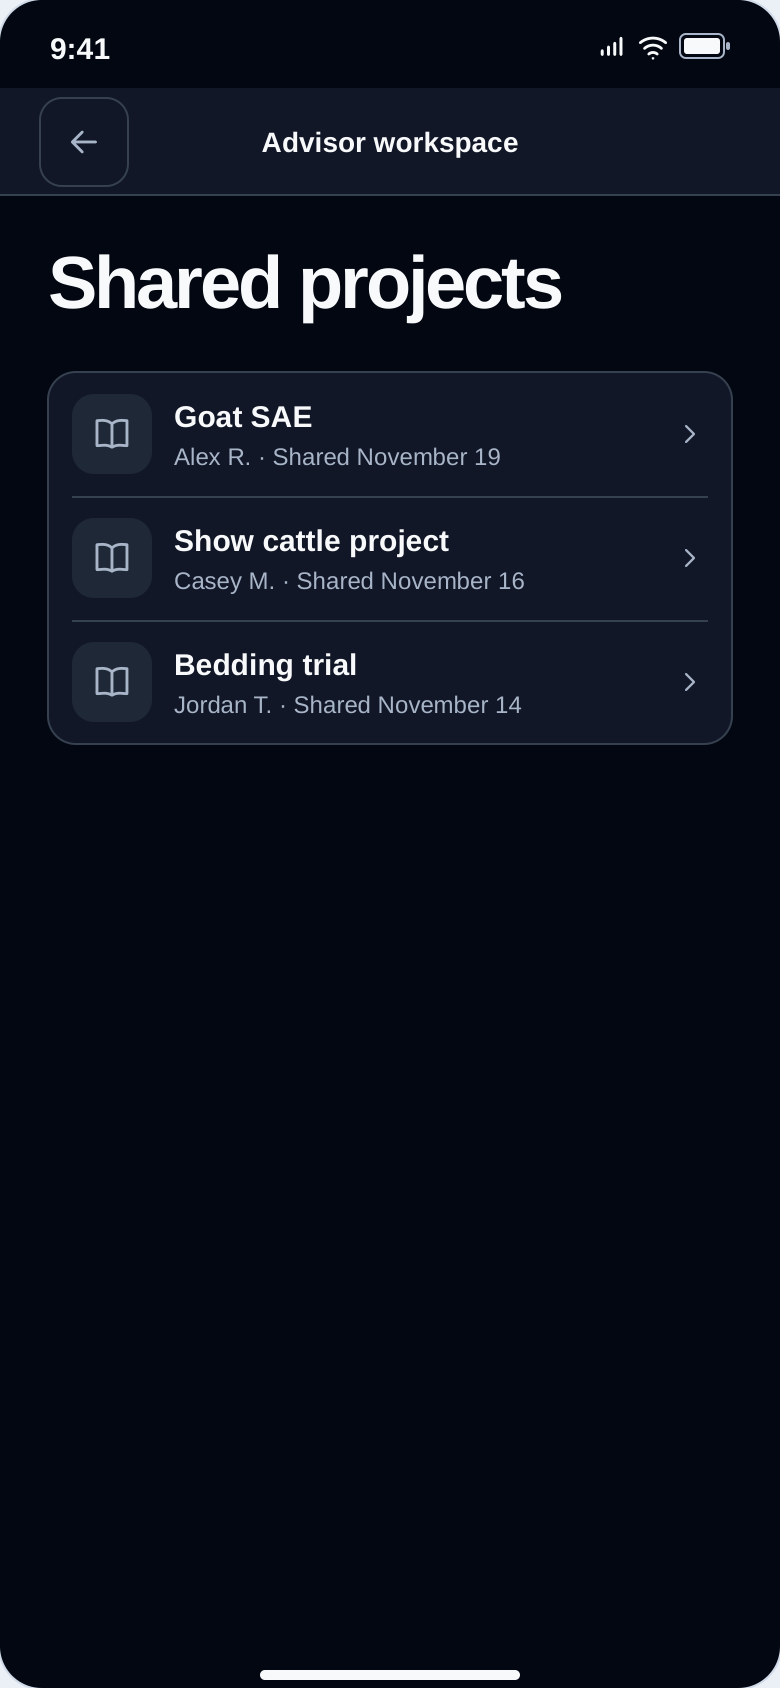 9:41
Advisor workspace
Shared projects
Goat SAE
Alex R. · Shared November 19
Show cattle project
Casey M. · Shared November 16
Bedding trial
Jordan T. · Shared November 14